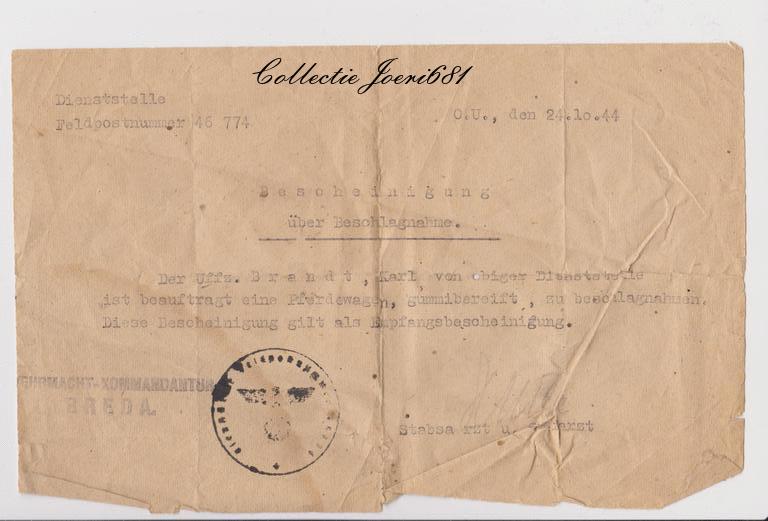 Collectie Joeri681
Dienststelle
Feldpostnummer 46 774
O.U., den 24.10.44
Bescheinigung
über Beschlagnahme.
Der Uffz. Brandt, Karl von obiger Dienststelle
ist beauftragt eine Pferdewagen, gummibereift, zu beschlagnahmen.
Diese Bescheinigung gilt als Empfangsbescheinigung.
WEHRMACHT-KOMMANDANTUR
BREDA.
Stabsarzt u.